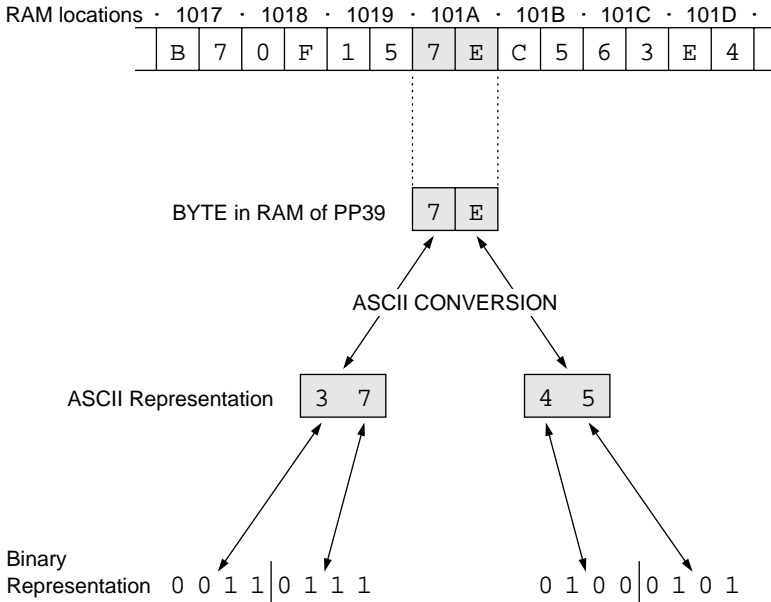 RAM locations · 1017 · 1018 · 1019 · 101A · 101B · 101C · 101D ·
B 7 0 F 1 5 7 E C 5 6 3 E 4
BYTE in RAM of PP39 7 E
ASCII CONVERSION
ASCII Representation 3 7 4 5
Binary
Representation 0 0 1 1 0 1 1 1 0 1 0 0 0 1 0 1